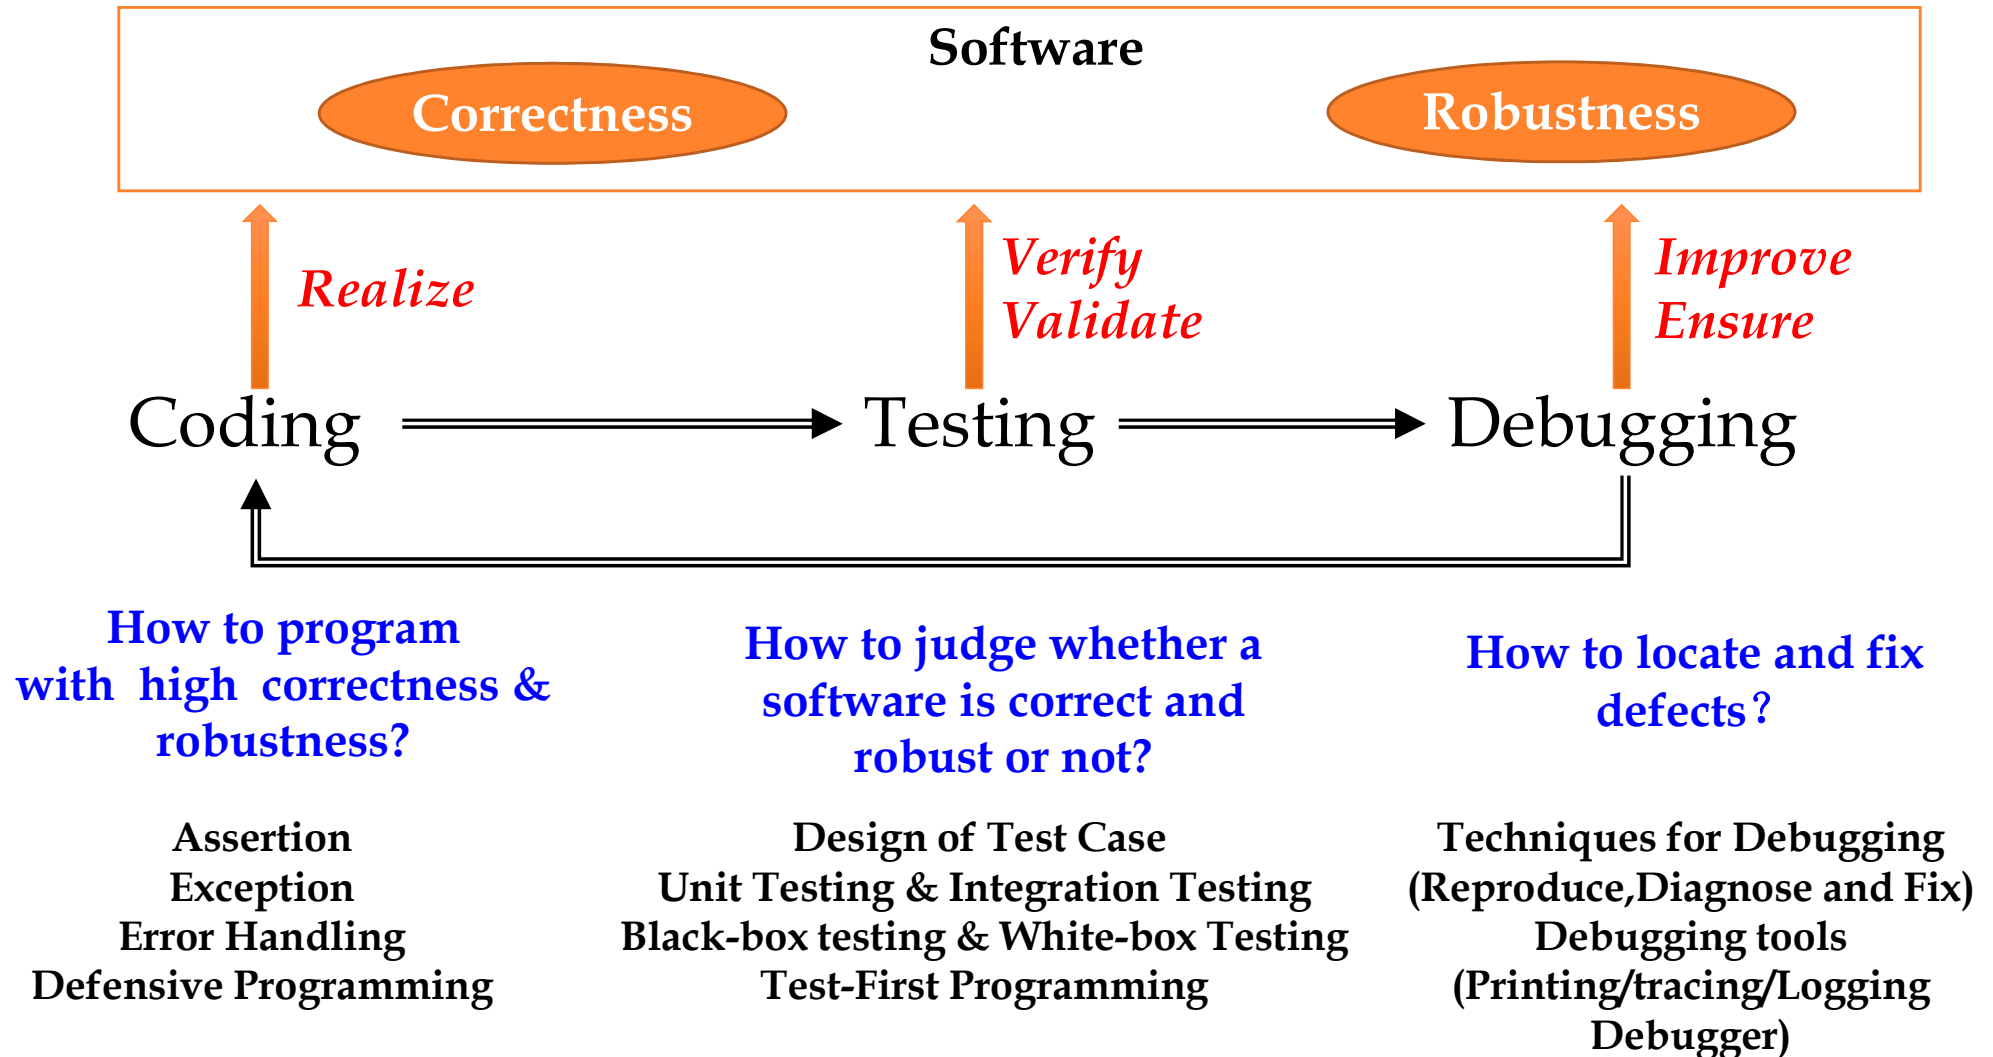 Software
Correctness
Robustness
Realize
Verify
Validate
Improve
Ensure
Coding
Testing
Debugging
How to program
with high correctness &
robustness?
How to judge whether a
software is correct and
robust or not?
How to locate and fix
defects？
Assertion
Exception
Error Handling
Defensive Programming
Design of Test Case
Unit Testing & Integration Testing
Black-box testing & White-box Testing
Test-First Programming
Techniques for Debugging
(Reproduce,Diagnose and Fix)
Debugging tools
(Printing/tracing/Logging
Debugger)